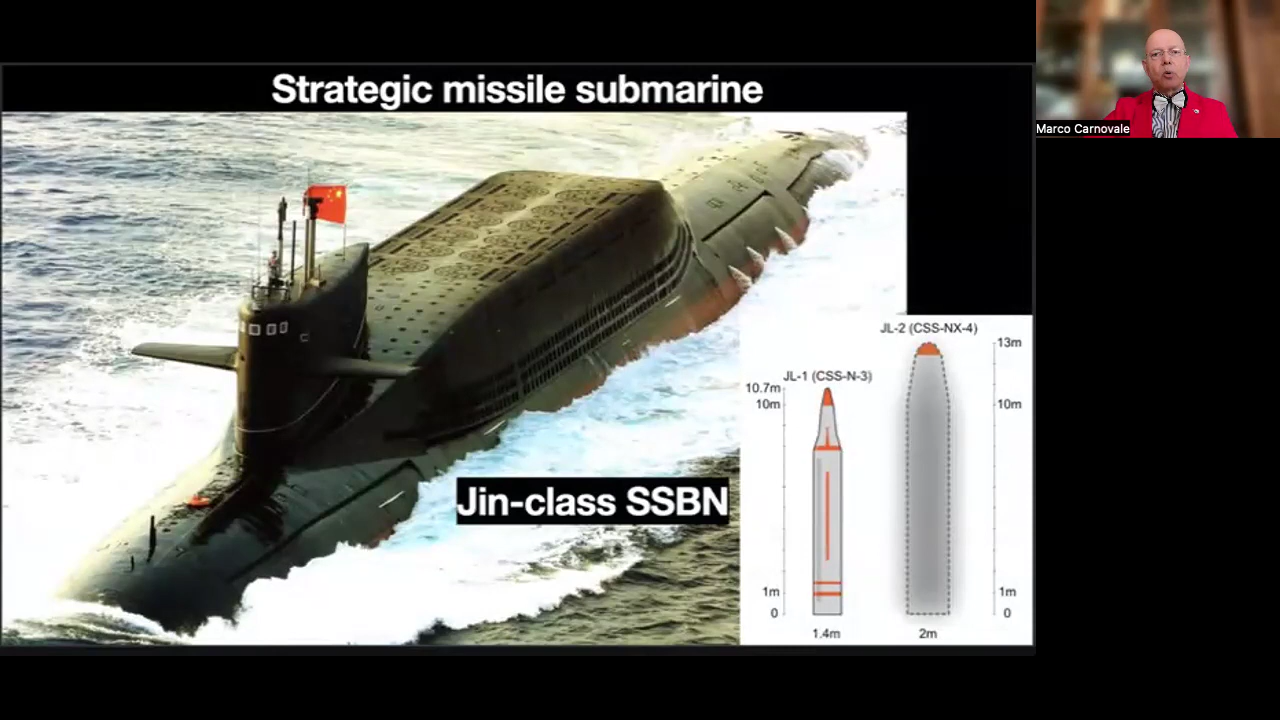 Strategic missile submarine
Marco Carnovale
Jin-class SSBN
JL-2 (CSS-NX-4)
13m
JL-1 (CSS-N-3)
10.7m
10m
10m
1m
1m
0
0
1.4m
2m